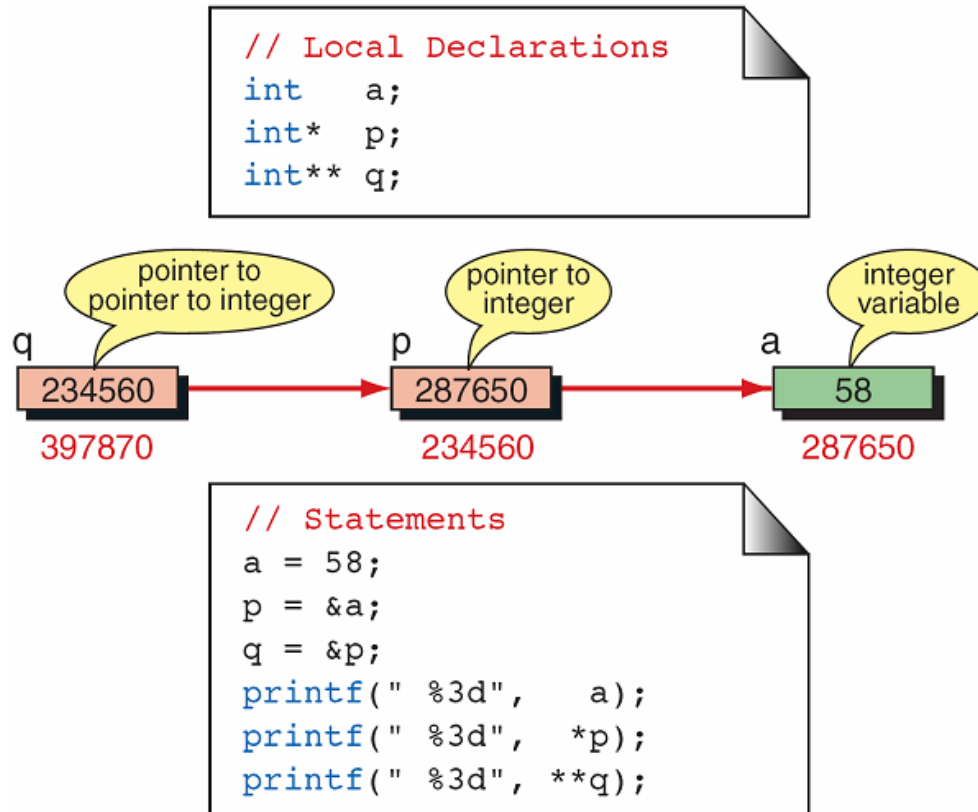 // Local Declarations
int a;
int* p;
int** q;
pointer to
pointer to integer
pointer to
integer
integer
variable
q
p
a
234560
287650
58
397870
234560
287650
// Statements
a = 58;
p = &a;
q = &p;
printf(" %3d", a);
printf(" %3d", *p);
printf(" %3d", **q);